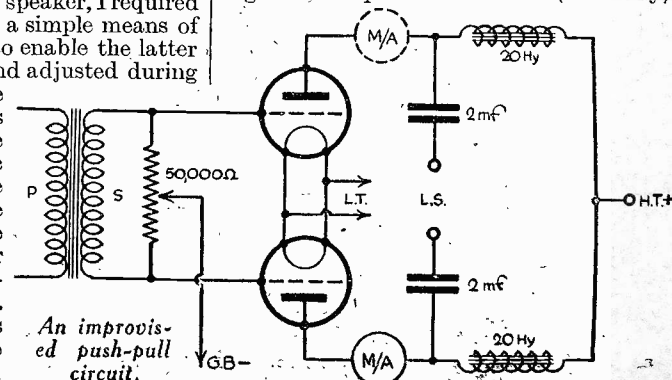 speaker, I required
a simple means of
so enable the latter
nd adjusted during
M/A
20 Hy
2 mf
50,000Ω
P
S
L.T.
L.S.
H.T.+
2 mf
20 Hy
G.B-
M/A
An improvis-
ed push-pull
circuit.